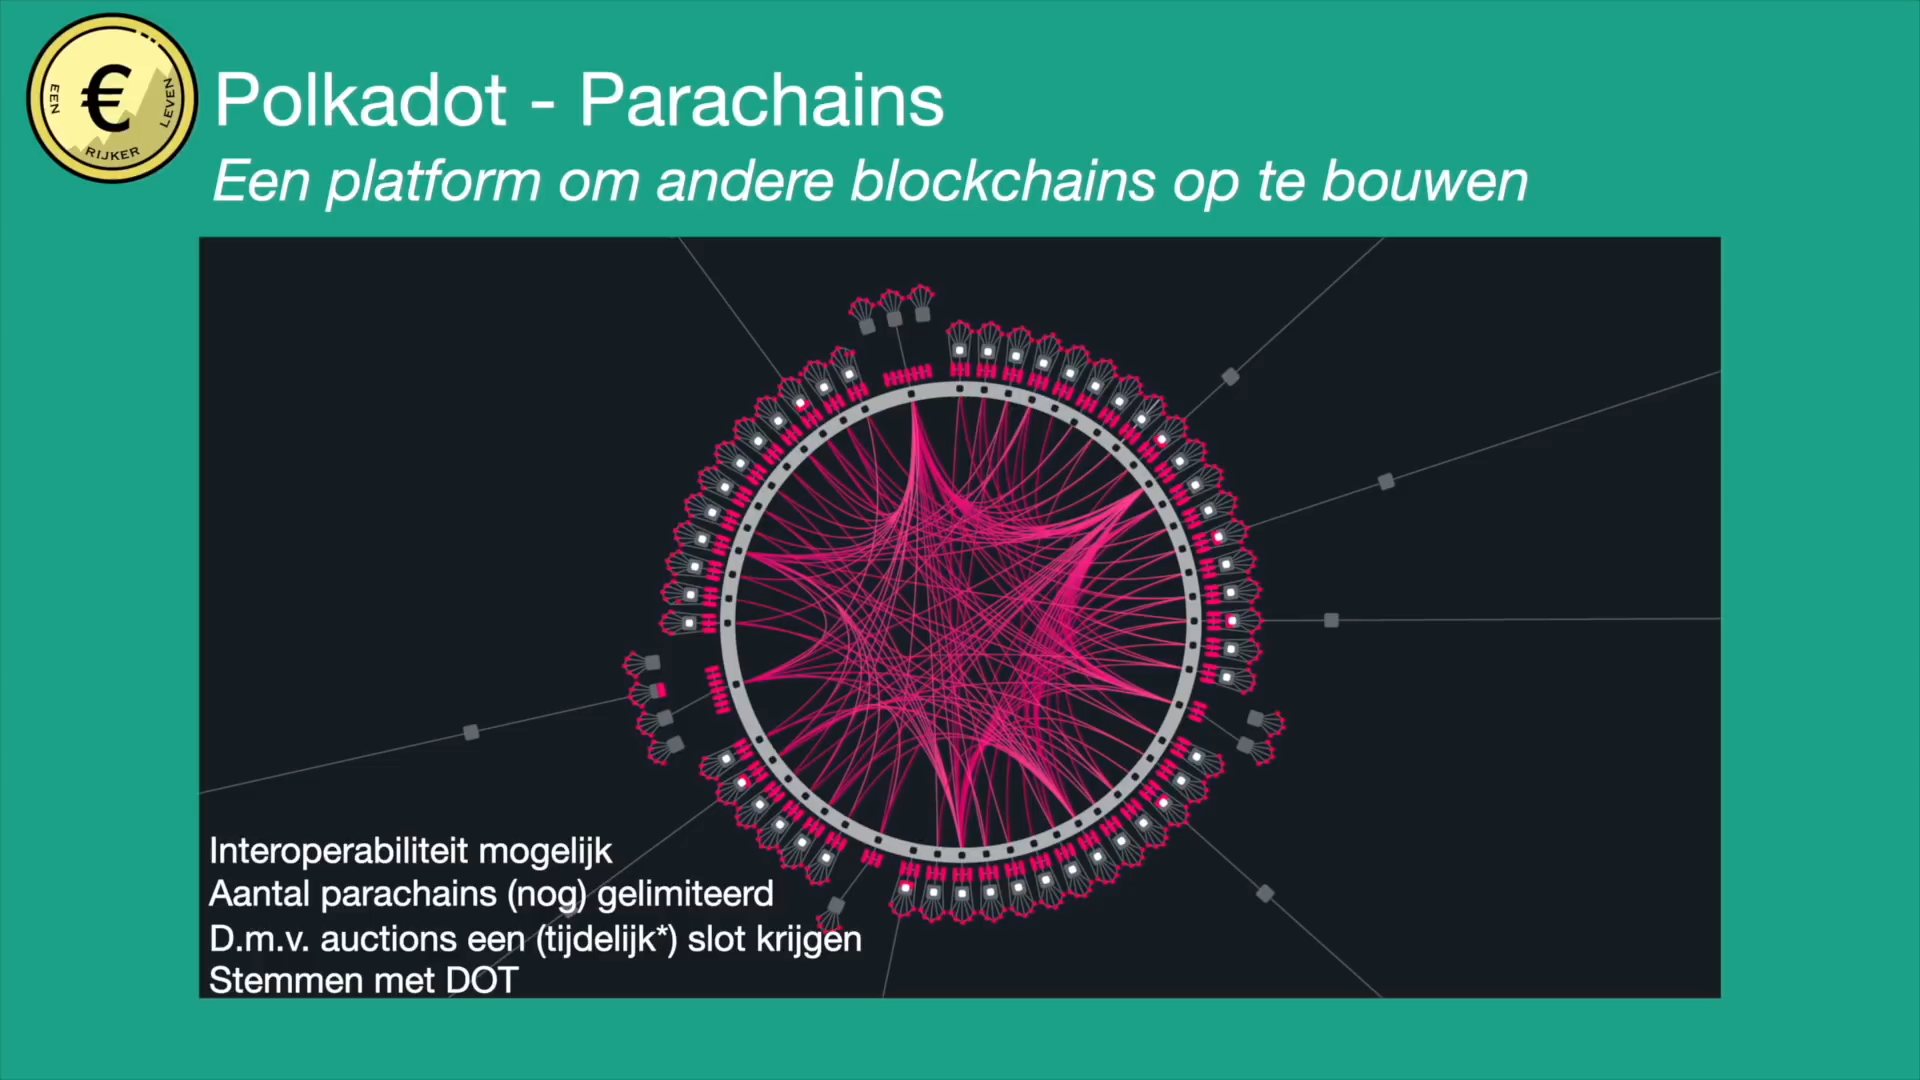 Polkadot - Parachains
Een platform om andere blockchains op te bouwen
EEN
€
RIJKER
LEVEN
Interoperabiliteit mogelijk
Aantal parachains (nog) gelimiteerd
D.m.v. auctions een (tijdelijk*) slot krijgen
Stemmen met DOT